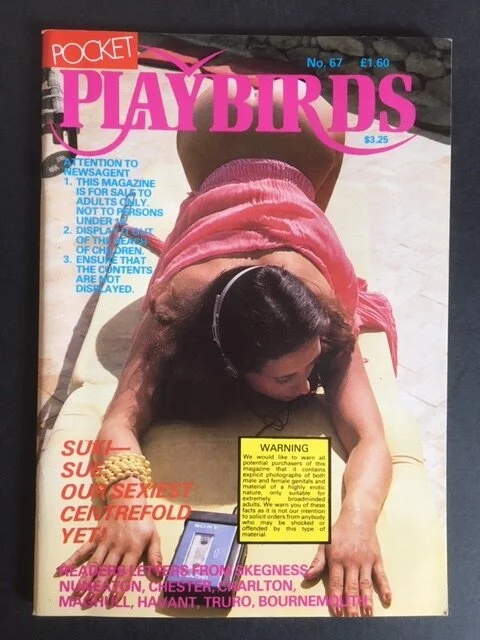 POCKET
PLAYBIRDS
No. 67 £1.60
$3.25
ATTENTION TO
NEWSAGENT
1. THIS MAGAZINE
IS FOR SALE TO
ADULTS ONLY.
NOT TO PERSONS
UNDER
2. DISPLAY OUT
OF THE REACH
OF CHILDREN.
3. ENSURE THAT
THE CONTENTS
ARE NOT
DISPLAYED.
SUKI—
OUR SEXIEST
CENTREFOLD
YET!
WARNING
We would like to warn all
potential purchasers of this
magazine that it contains
explicit photographs of both
male and female genitals and
material of a highly erotic
nature, only suitable for
extremely broadminded
adults. We warn you of these
facts as it is not our intention
to solicit orders from anybody
who may be shocked or
offended by this type of
material.
SONY
READERS LETTERS FROM SKEGNESS,
NUNEATON, CHESTER, CHARLTON,
MAGHULL, HAVANT, TRURO, BOURNEMOUTH